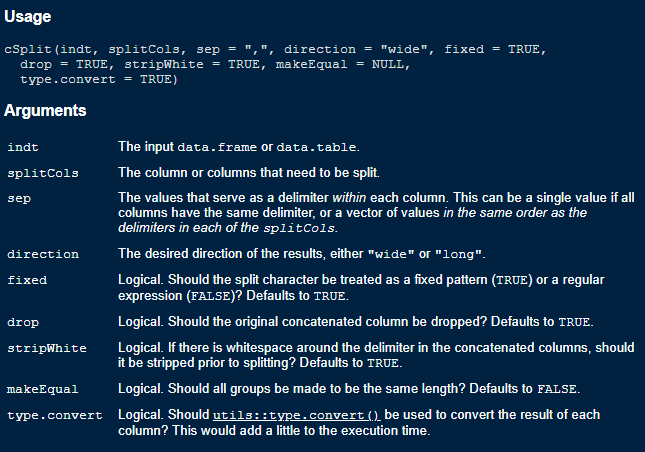 Usage
cSplit(indt, splitCols, sep = ",", direction = "wide", fixed = TRUE,
drop = TRUE, stripWhite = TRUE, makeEqual = NULL,
type.convert = TRUE)
Arguments
indt The input data.frame or data.table.
splitCols The column or columns that need to be split.
sep The values that serve as a delimiter within each column. This can be a single value if all
columns have the same delimiter, or a vector of values in the same order as the
delimiters in each of the splitCols.
direction The desired direction of the results, either "wide" or "long".
fixed Logical. Should the split character be treated as a fixed pattern (TRUE) or a regular
expression (FALSE)? Defaults to TRUE.
drop Logical. Should the original concatenated column be dropped? Defaults to TRUE.
stripWhite Logical. If there is whitespace around the delimiter in the concatenated columns, should
it be stripped prior to splitting? Defaults to TRUE.
makeEqual Logical. Should all groups be made to be the same length? Defaults to FALSE.
type.convert Logical. Should utils::type.convert() be used to convert the result of each
column? This would add a little to the execution time.